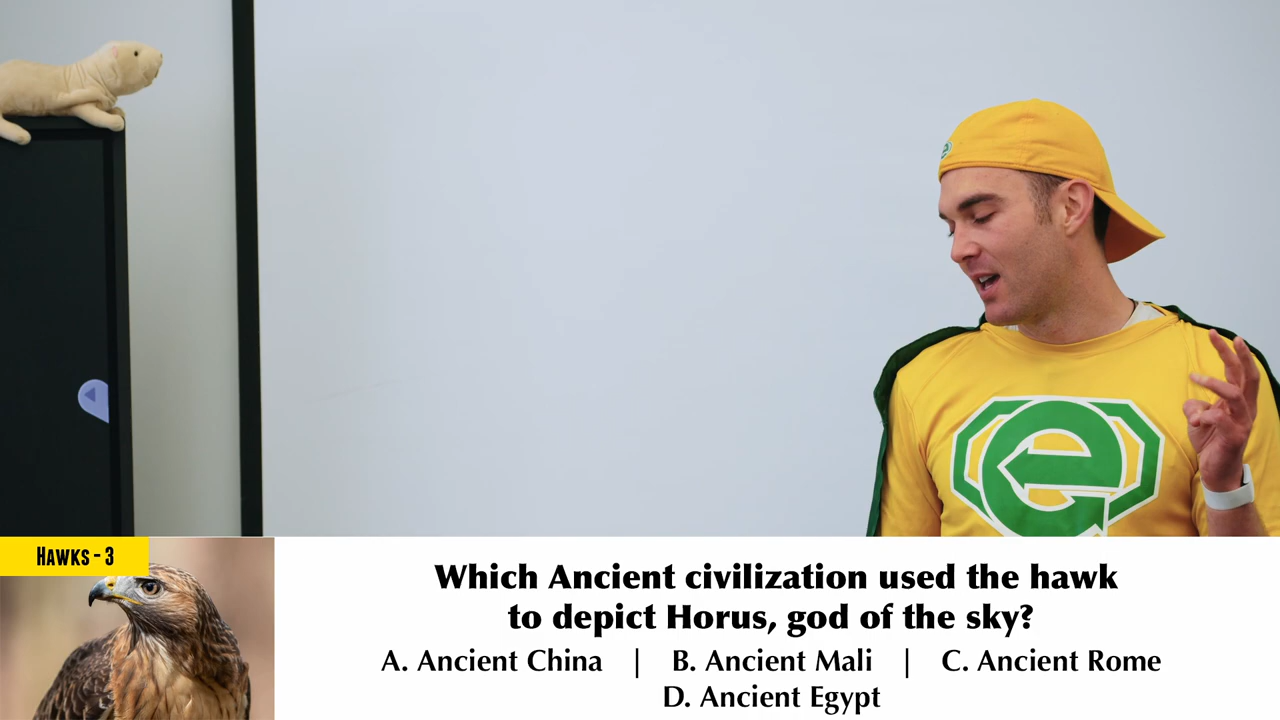 e
e
Hawks - 3
Which Ancient civilization used the hawk
to depict Horus, god of the sky?
A. Ancient China | B. Ancient Mali | C. Ancient Rome
D. Ancient Egypt